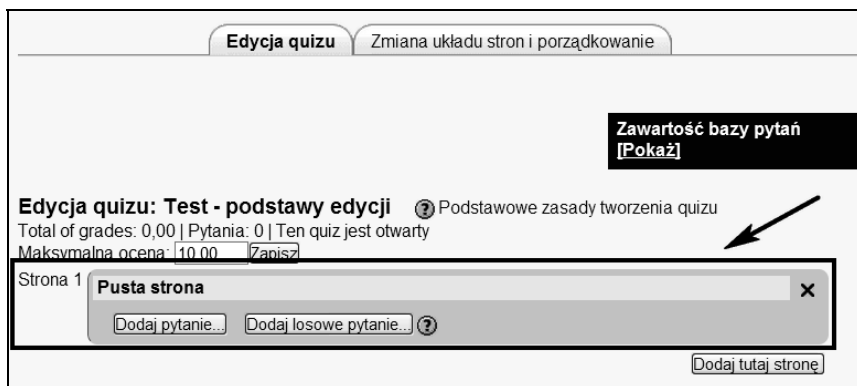 Edycja quizu Zmiana układu stron i porządkowanie
Zawartość bazy pytań
[Pokaż]
Edycja quizu: Test - podstawy edycji ? Podstawowe zasady tworzenia quizu
Total of grades: 0,00 | Pytania: 0 | Ten quiz jest otwarty
Maksymalna ocena: 10.00 Zapisz
Strona 1 Pusta strona
Dodaj pytanie... Dodaj losowe pytanie... ?
Dodaj tutaj stronę